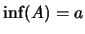 inf(A) = a